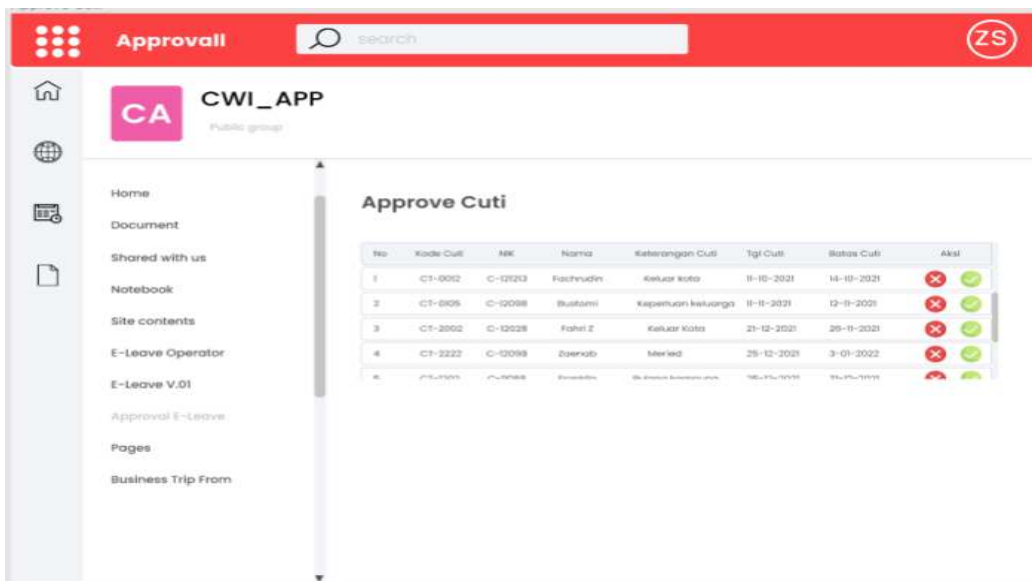 Approvall
search
ZS
CA
CWI_APP
Public group
Home
Document
Shared with us
Notebook
Site contents
E-Leave Operator
E-Leave V.01
Approval E-Leave
Pages
Business Trip From
Approve Cuti
No Kode Cuti NIK Nama Keterangan Cuti Tgl Cuti Batas Cuti Aksi
1 CT-0012 C-121213 Fachrudin Keluar kota 11-10-2021 14-10-2021
2 CT-0105 C-12098 Bustomi Kepeluan keluarga 11-11-2021 12-11-2021
3 CT-2002 C-12028 Fahri Z Keluar Kota 21-12-2021 26-11-2021
4 CT-2222 C-12098 Zaenab Meried 25-12-2021 3-01-2022